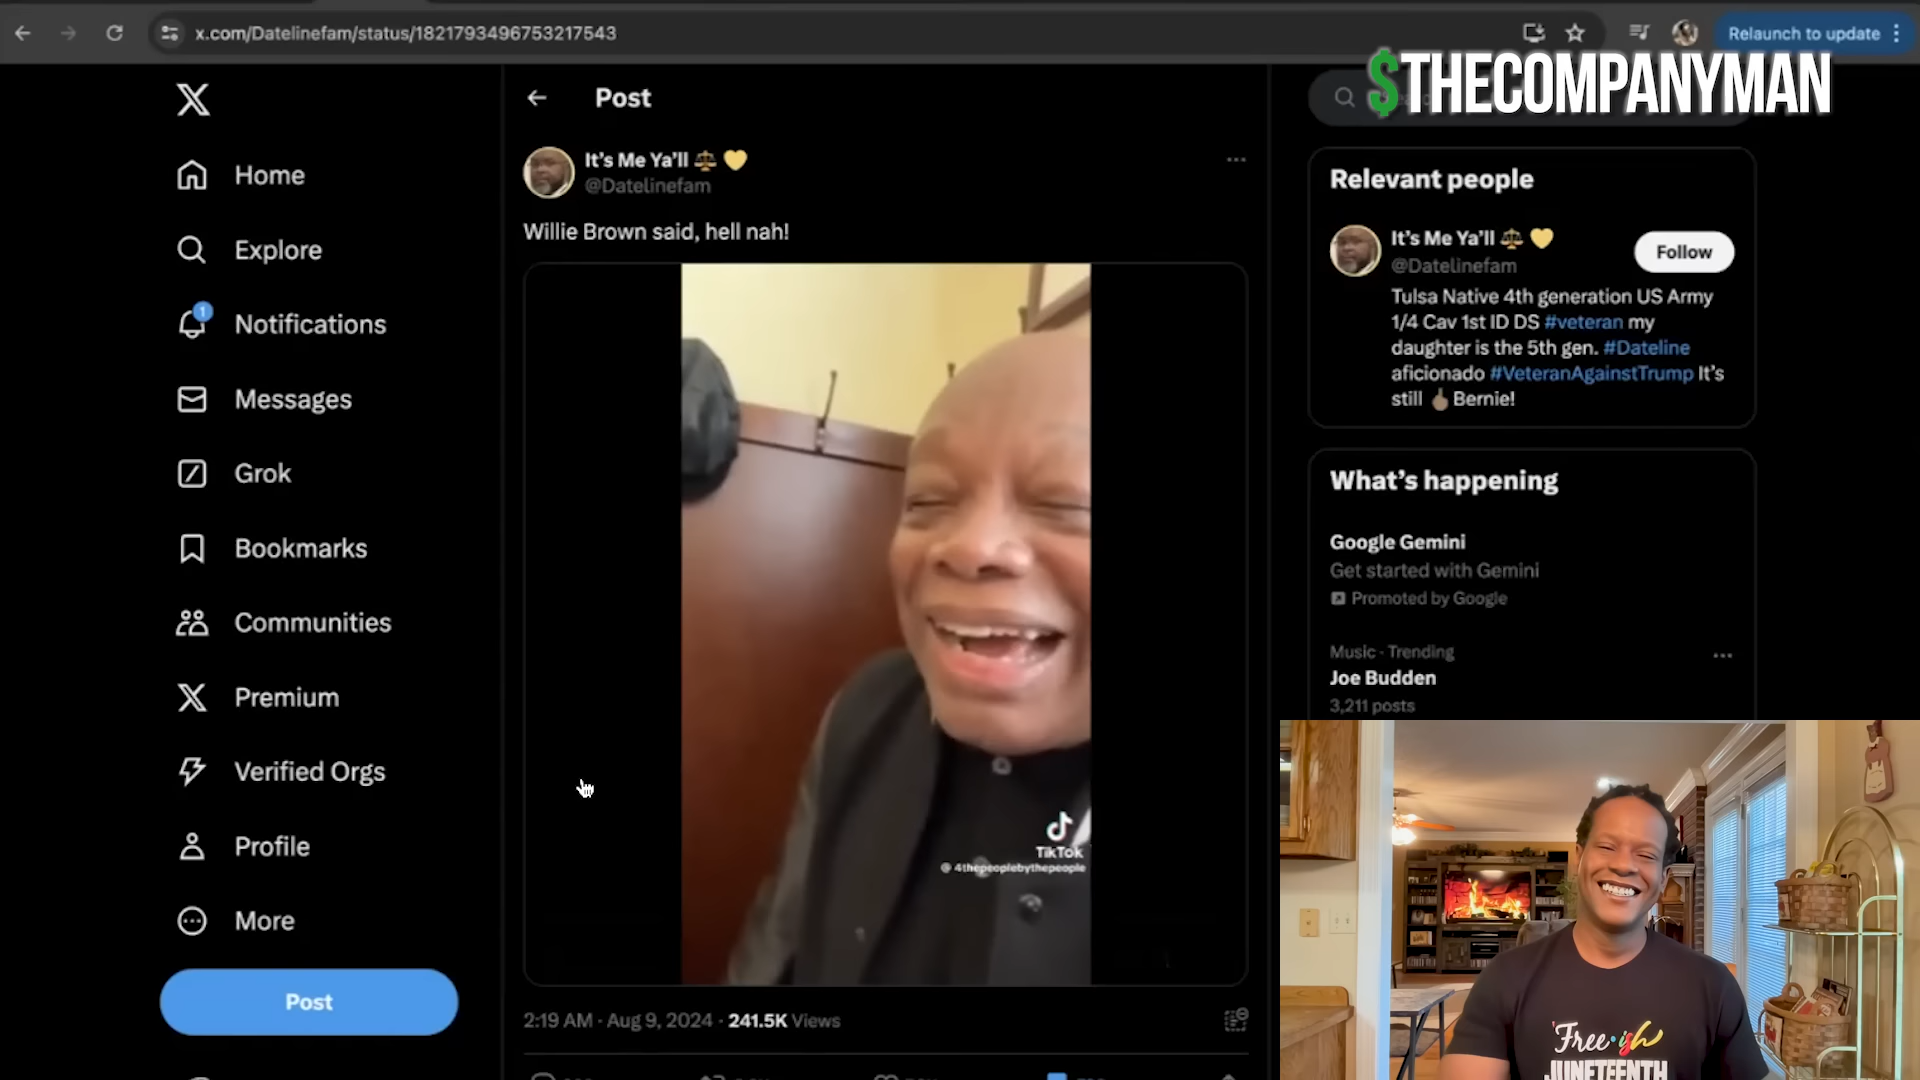 x.com/Datelinefam/status/1821793496753217543
Relaunch to update
$THECOMPANYMAN
Home
Explore
1
Notifications
Messages
Grok
Bookmarks
Communities
Premium
Verified Orgs
Profile
More
Post
Post
It's Me Ya'll
@Datelinefam
Willie Brown said, hell nah!
TikTok
@ 4thepeoplebythepeople
2:19 AM · Aug 9, 2024 · 241.5K Views
Relevant people
It's Me Ya'll
@Datelinefam
Follow
Tulsa Native 4th generation US Army
1/4 Cav 1st ID DS #veteran my
daughter is the 5th gen. #Dateline
aficionado #VeteranAgainstTrump It's
still Bernie!
What's happening
Google Gemini
Get started with Gemini
Promoted by Google
Music · Trending
Joe Budden
3,211 posts
Free·ish
JUNETEENTH